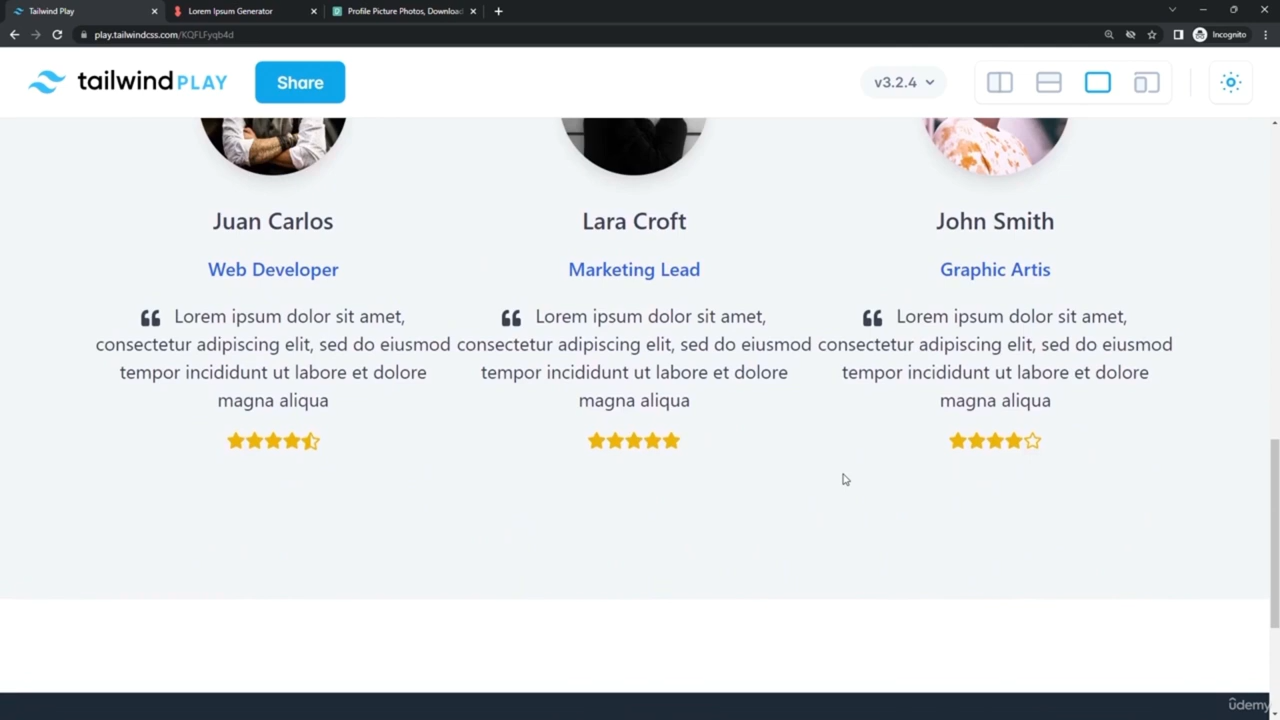 Tailwind Play
Lorem Ipsum Generator
Profile Picture Photos, Download
play.tailwindcss.com/KQFLFyqb4d
Incognito
tailwind PLAY
Share
v3.2.4
Juan Carlos
Lara Croft
John Smith
Web Developer
Marketing Lead
Graphic Artis
❝ Lorem ipsum dolor sit amet,
consectetur adipiscing elit, sed do eiusmod
tempor incididunt ut labore et dolore
magna aliqua
❝ Lorem ipsum dolor sit amet,
consectetur adipiscing elit, sed do eiusmod
tempor incididunt ut labore et dolore
magna aliqua
❝ Lorem ipsum dolor sit amet,
consectetur adipiscing elit, sed do eiusmod
tempor incididunt ut labore et dolore
magna aliqua
ûdemy